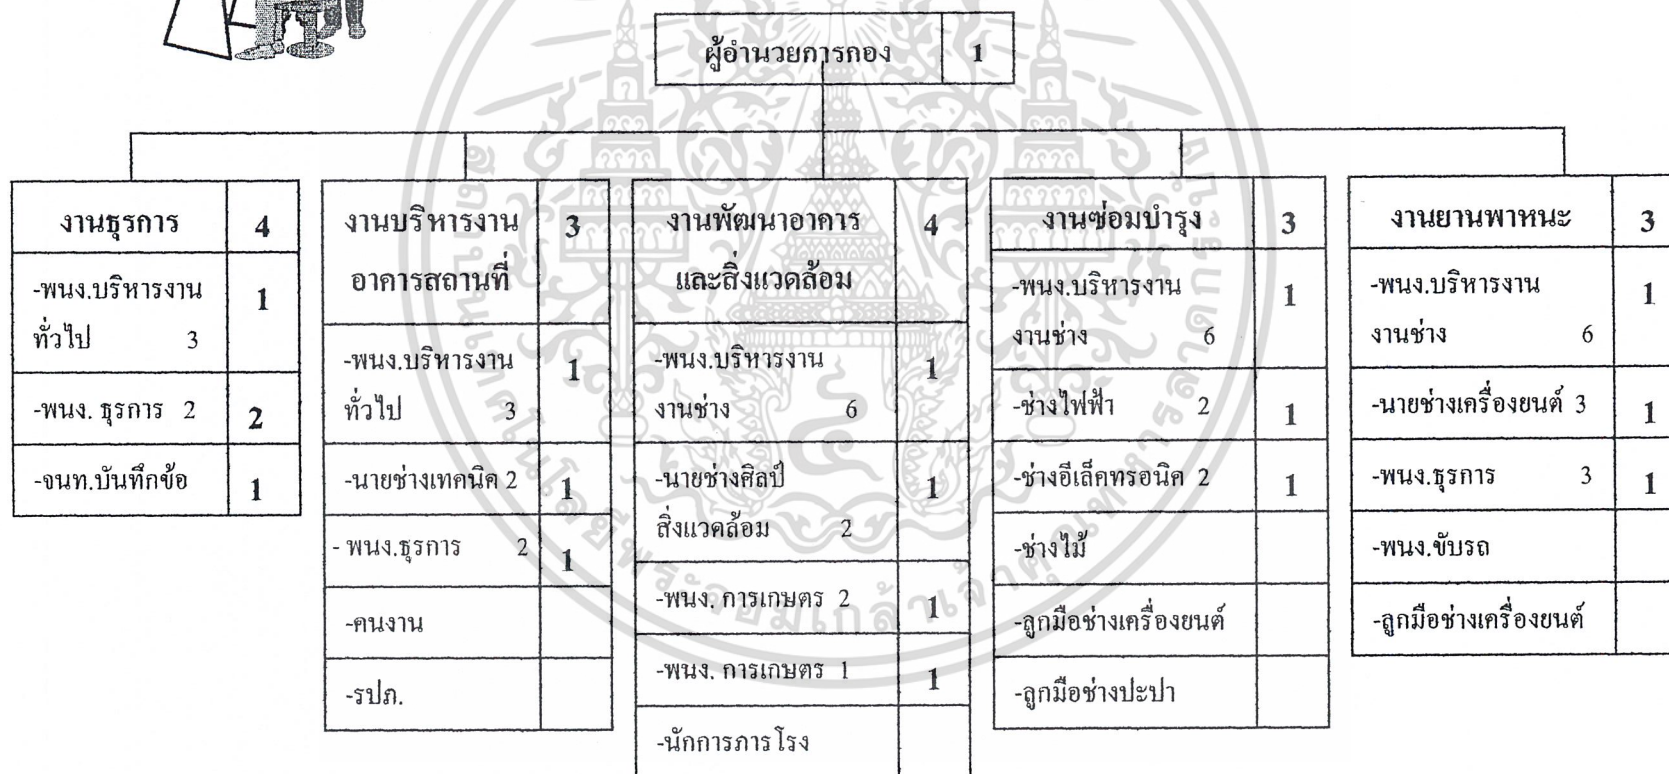 ผู้อำนวยการกอง 1
งานธุรการ 4
-พนง.บริหารงาน 1
ทั่วไป 3
-พนง. ธุรการ 2 2
-จนท.บันทึกข้อ 1
งานบริหารงาน 3
อาคารสถานที่
-พนง.บริหารงาน 1
ทั่วไป 3
-นายช่างเทคนิค 2 1
- พนง.ธุรการ 2 1
-คนงาน
-รปภ.
งานพัฒนาอาคาร 4
และสิ่งแวดล้อม
-พนง.บริหารงาน 1
งานช่าง 6
-นายช่างศิลป์ 1
สิ่งแวดล้อม 2
-พนง. การเกษตร 2 1
-พนง. การเกษตร 1 1
-นักการภารโรง
งานซ่อมบำรุง 3
-พนง.บริหารงาน 1
งานช่าง 6
-ช่างไฟฟ้า 2 1
-ช่างอีเล็คทรอนิค 2 1
-ช่างไม้
-ลูกมือช่างเครื่องยนต์
-ลูกมือช่างปะปา
งานยานพาหนะ 3
-พนง.บริหารงาน 1
งานช่าง 6
-นายช่างเครื่องยนต์ 3 1
-พนง.ธุรการ 3 1
-พนง.ขับรถ
-ลูกมือช่างเครื่องยนต์